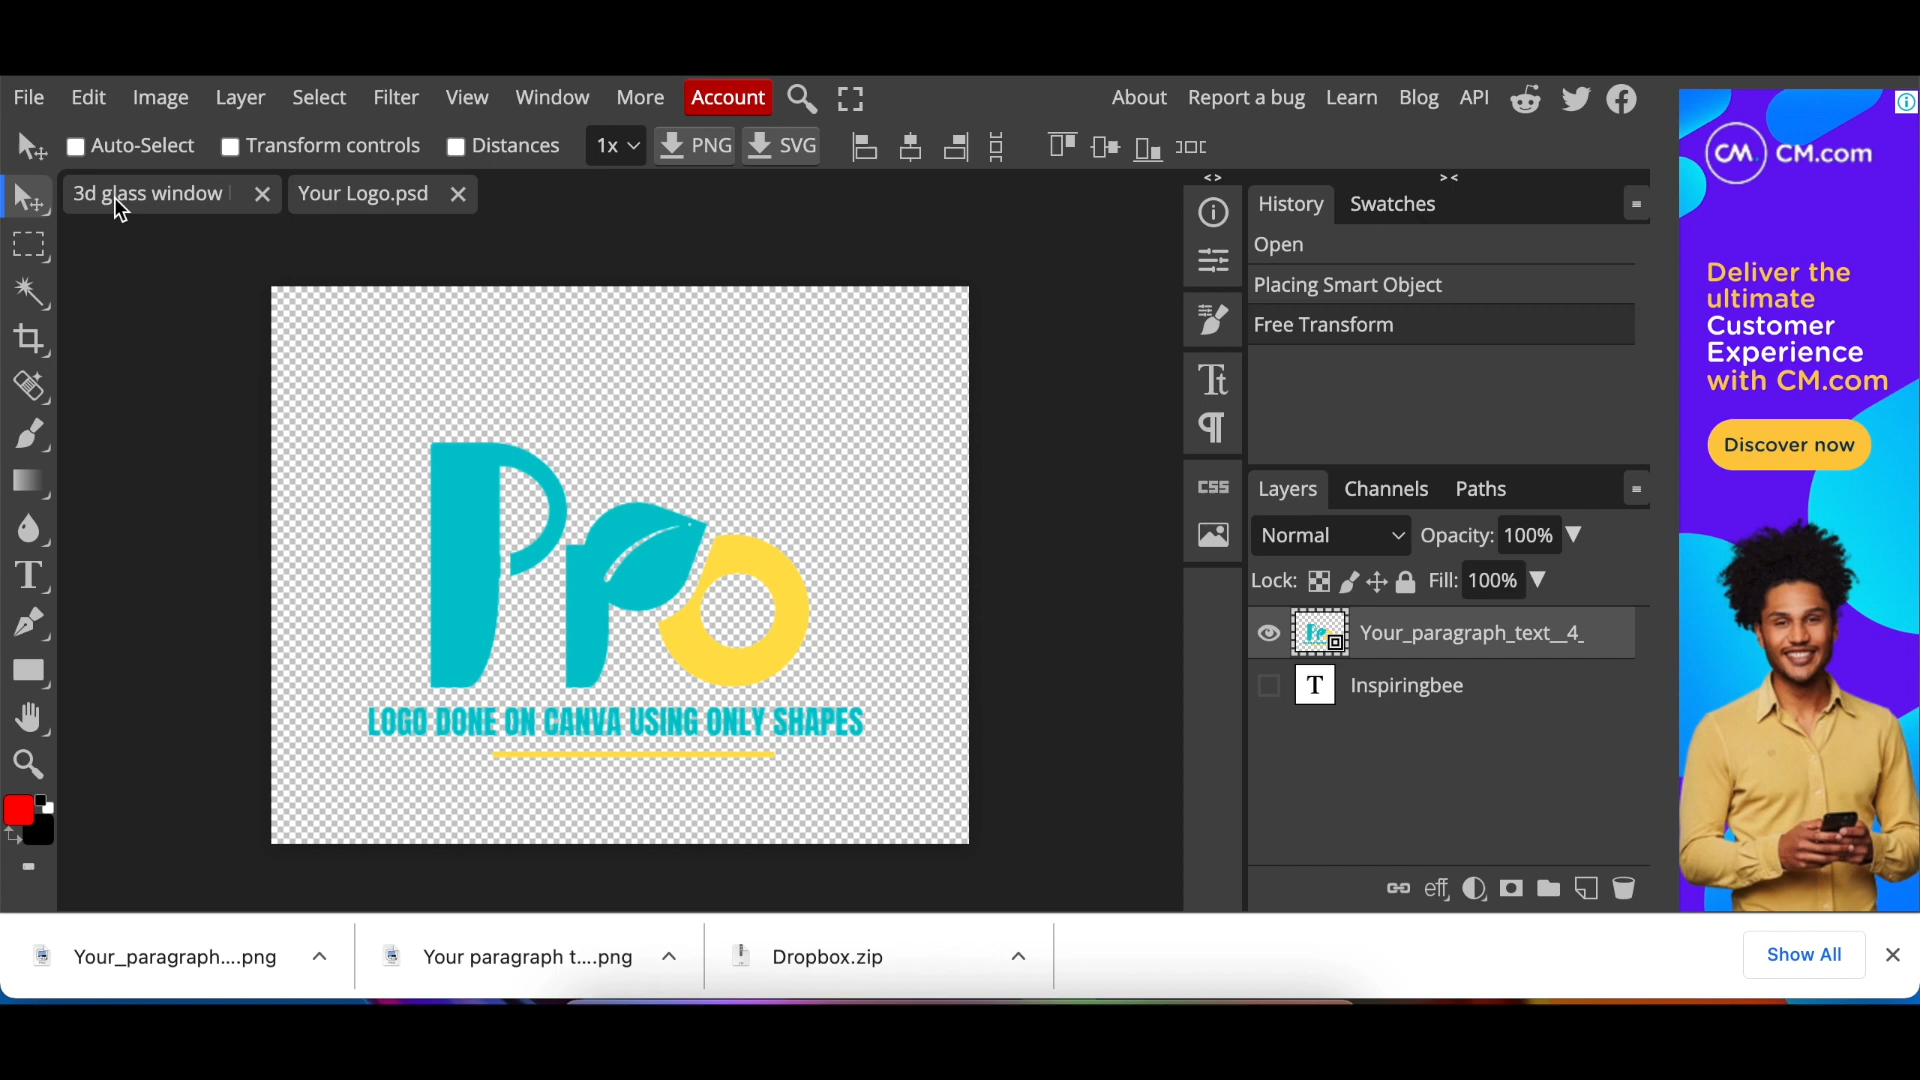 File Edit Image Layer Select Filter View Window More Account About Report a bug Learn Blog API
Auto-Select Transform controls Distances 1x PNG SVG
3d glass window Your Logo.psd
History Swatches
Open
Placing Smart Object
Free Transform
Layers Channels Paths
Normal Opacity: 100%
Lock: Fill: 100%
Your_paragraph_text__4_
T Inspiringbee
eff
CSS
Pro
LOGO DONE ON CANVA USING ONLY SHAPES
CM. CM.com
Deliver the
ultimate
Customer
Experience
with CM.com
Discover now
Your_paragraph....png Your paragraph t....png Dropbox.zip Show All